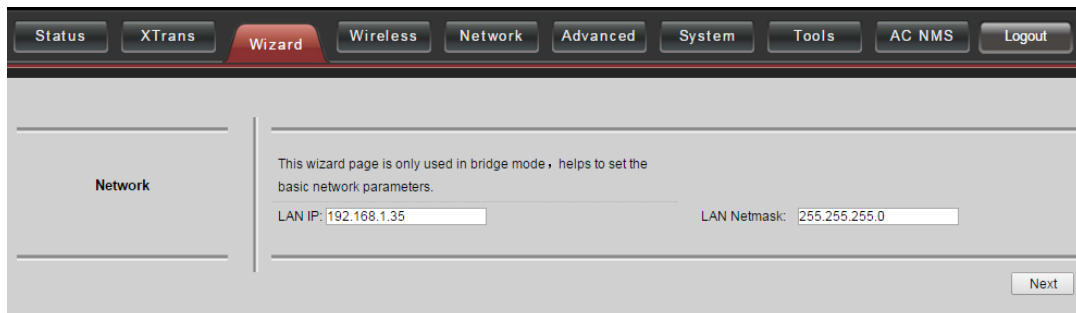 Status XTrans Wizard Wireless Network Advanced System Tools AC NMS Logout
Network
This wizard page is only used in bridge mode，helps to set the
basic network parameters.
LAN IP: 192.168.1.35 LAN Netmask: 255.255.255.0
Next